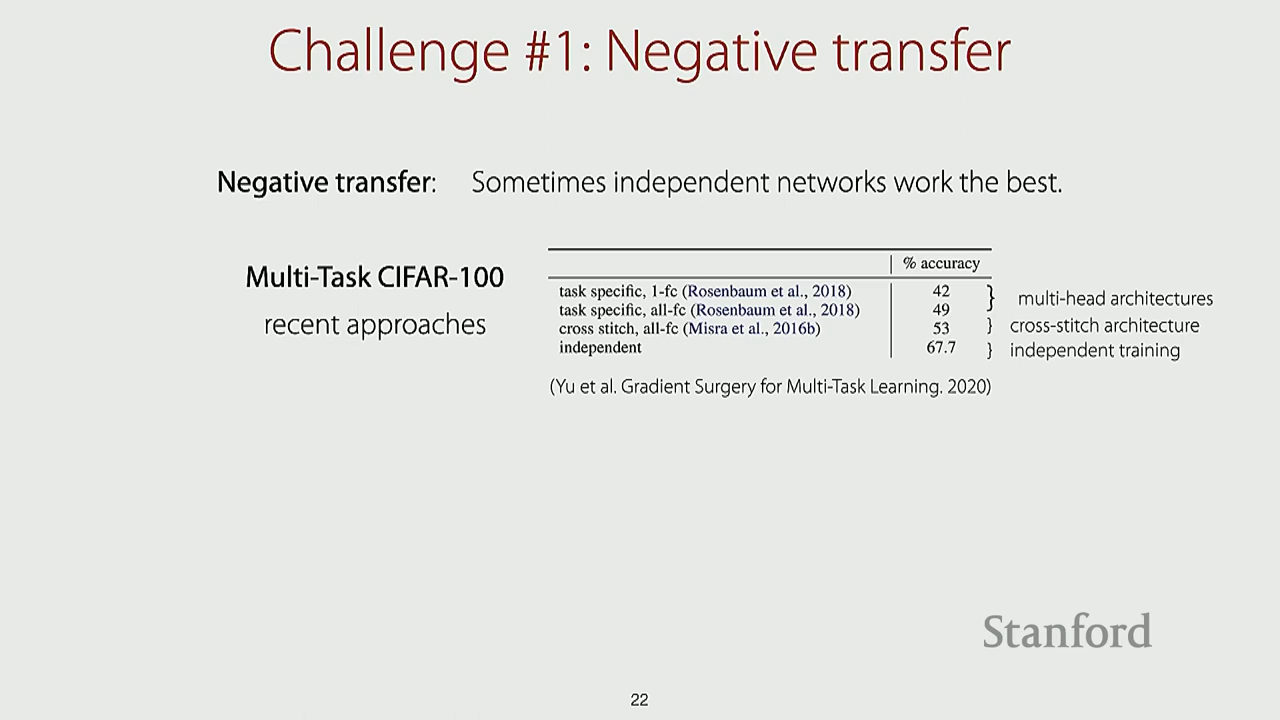 Challenge #1: Negative transfer
Negative transfer: Sometimes independent networks work the best.
Multi-Task CIFAR-100
recent approaches
% accuracy
task specific, 1-fc (Rosenbaum et al., 2018) 42
task specific, all-fc (Rosenbaum et al., 2018) 49
cross stitch, all-fc (Misra et al., 2016b) 53
independent 67.7
} multi-head architectures
} cross-stitch architecture
} independent training
(Yu et al. Gradient Surgery for Multi-Task Learning. 2020)
Stanford
22